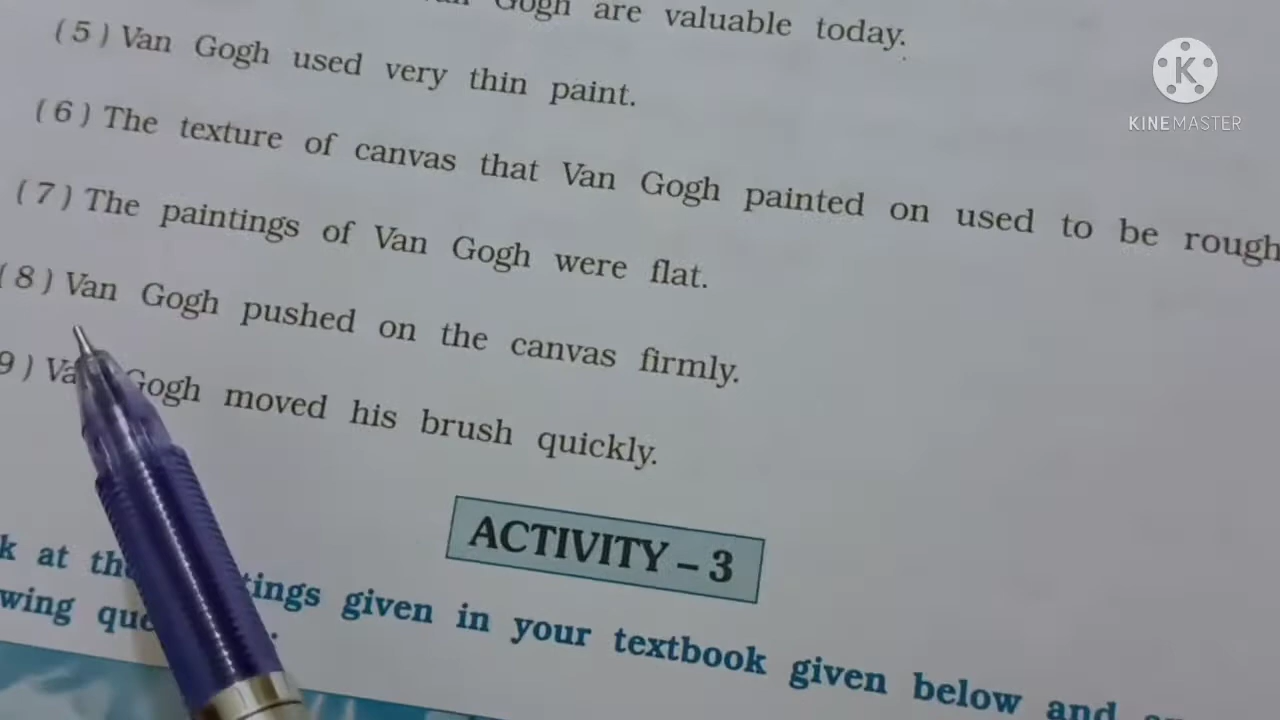 Gogh are valuable today.
(5) Van Gogh used very thin paint.
(6) The texture of canvas that Van Gogh painted on used to be rough
(7) The paintings of Van Gogh were flat.
(8) Van Gogh pushed on the canvas firmly.
9) Va Gogh moved his brush quickly.
ACTIVITY – 3
k at th tings given in your textbook given below and
wing que
K
KINEMASTER